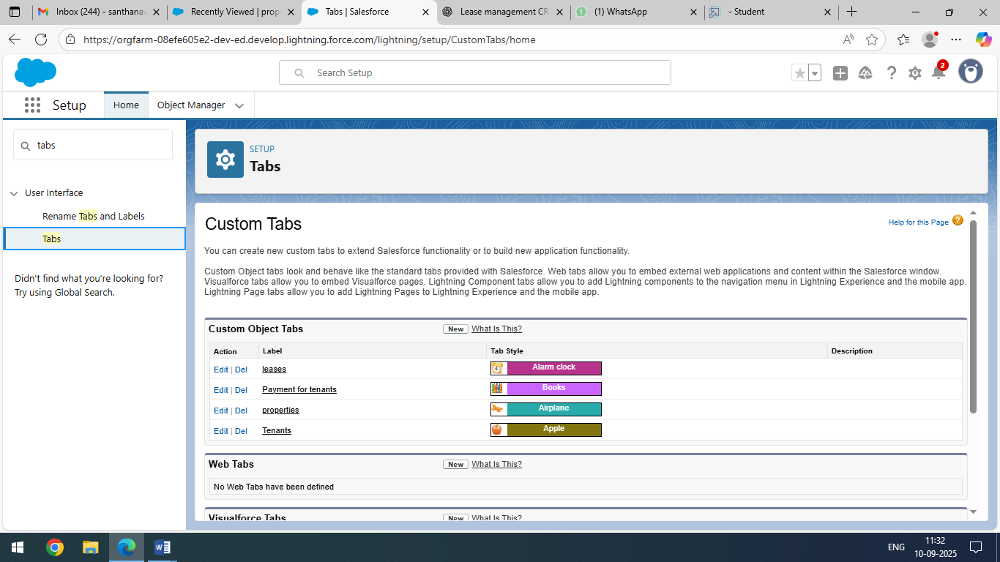 Inbox (244) - santhanav
Recently Viewed | prop
Tabs | Salesforce
Lease management CR
(1) WhatsApp
- Student
https://orgfarm-08efe605e2-dev-ed.develop.lightning.force.com/lightning/setup/CustomTabs/home
Search Setup
2
Setup
Home
Object Manager
tabs
User Interface
Rename Tabs and Labels
Tabs
Didn't find what you're looking for?
Try using Global Search.
SETUP
Tabs
Custom Tabs
Help for this Page
You can create new custom tabs to extend Salesforce functionality or to build new application functionality.
Custom Object tabs look and behave like the standard tabs provided with Salesforce. Web tabs allow you to embed external web applications and content within the Salesforce window.
Visualforce tabs allow you to embed Visualforce pages. Lightning Component tabs allow you to add Lightning components to the navigation menu in Lightning Experience and the mobile app.
Lightning Page tabs allow you to add Lightning Pages to Lightning Experience and the mobile app.
Custom Object Tabs New What Is This?
Action Label Tab Style Description
Edit | Del leases Alarm clock
Edit | Del Payment for tenants Books
Edit | Del properties Airplane
Edit | Del Tenants Apple
Web Tabs New What Is This?
No Web Tabs have been defined
Visualforce Tabs New What Is This?
ENG
11:32
10-09-2025